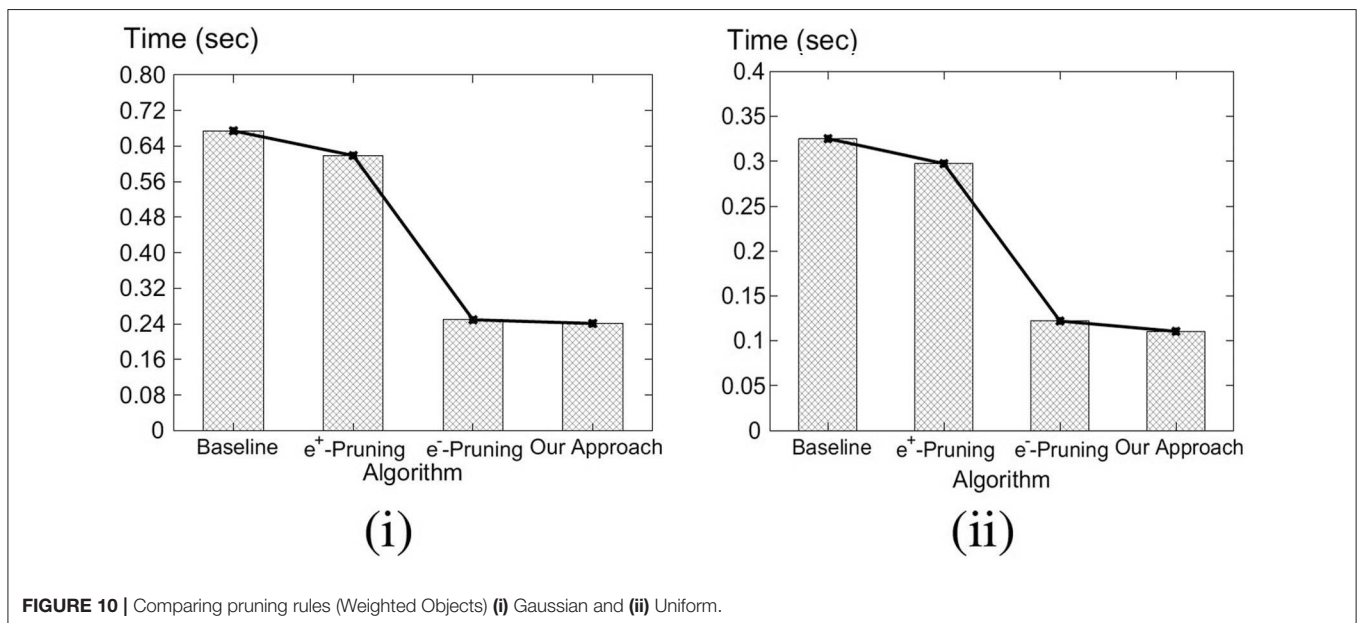 Time (sec)
0.80
0.72
0.64
0.56
0.48
0.40
0.32
0.24
0.16
0.08
0
Baseline e⁺-Pruning e⁻-Pruning Our Approach
Algorithm
(i)
Time (sec)
0.4
0.35
0.3
0.25
0.2
0.15
0.1
0.05
0
Baseline e⁺-Pruning e⁻-Pruning Our Approach
Algorithm
(ii)
FIGURE 10 | Comparing pruning rules (Weighted Objects) (i) Gaussian and (ii) Uniform.